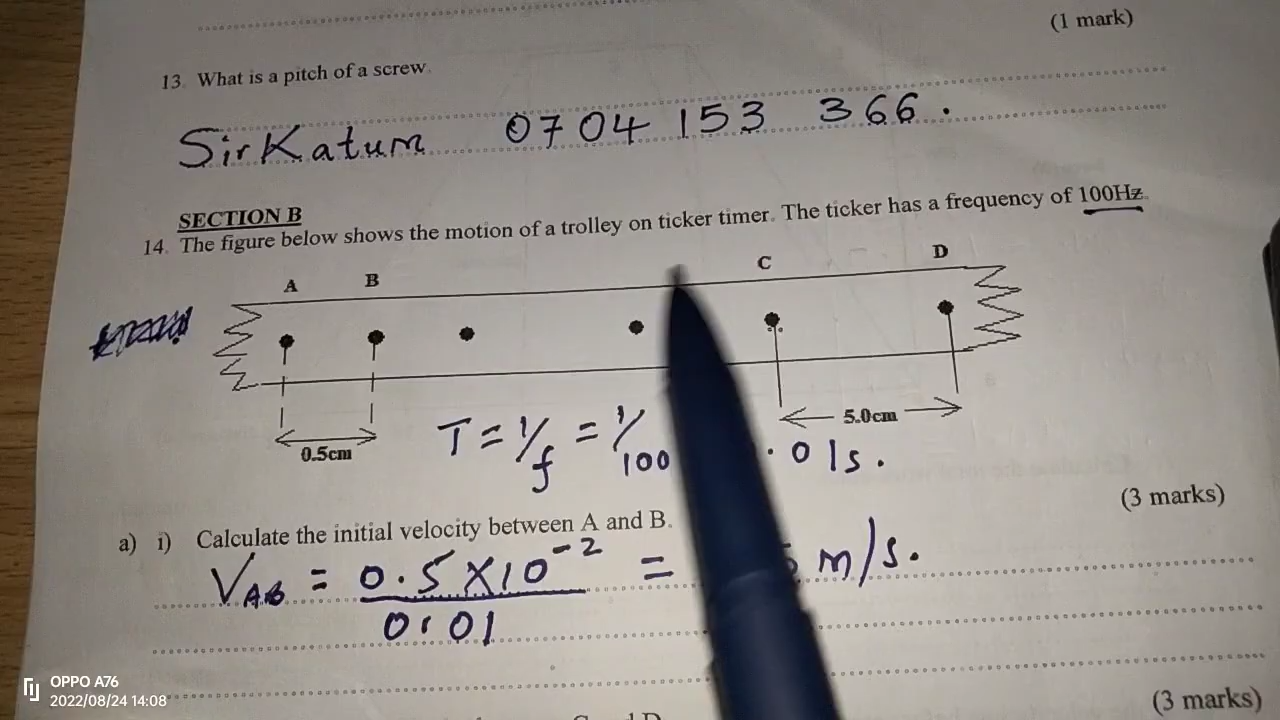 (1 mark)
13. What is a pitch of a screw.
Sir Katum 0704 153 366.
SECTION B
14. The figure below shows the motion of a trolley on ticker timer. The ticker has a frequency of 100Hz.
A B C D
0.5cm
5.0cm
T = 1/f = 1/100 .01s.
(3 marks)
a) i) Calculate the initial velocity between A and B.
VAB = 0.5 X 10-2 = m/s.
0.01
(3 marks)
OPPO A76
2022/08/24 14:08